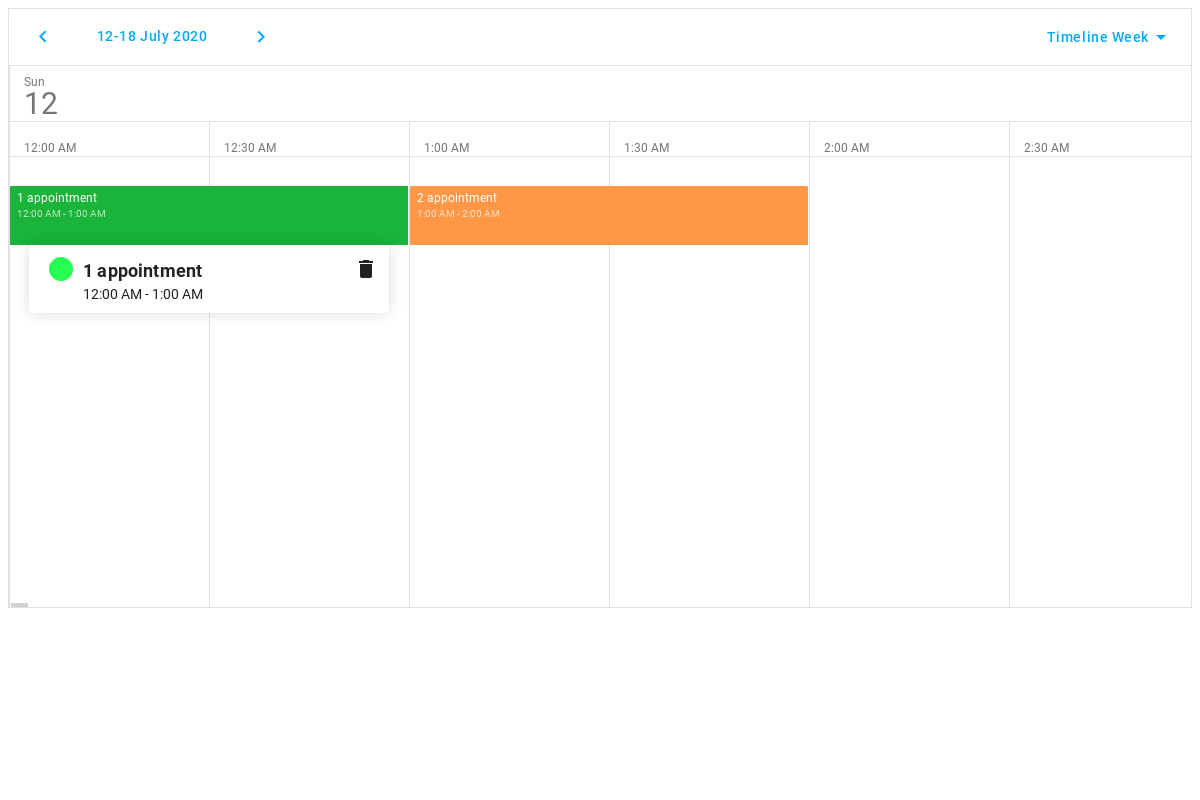 12-18 July 2020
Timeline Week
Sun
12
12:00 AM 12:30 AM 1:00 AM 1:30 AM 2:00 AM 2:30 AM
1 appointment
12:00 AM - 1:00 AM
2 appointment
1:00 AM - 2:00 AM
1 appointment
12:00 AM - 1:00 AM